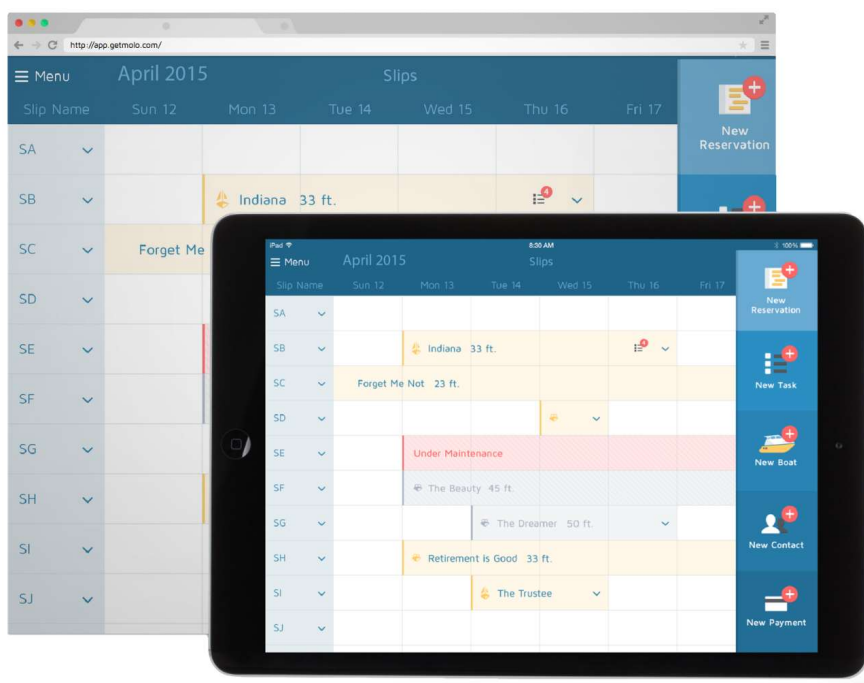 http://app.getmolo.com/
Menu April 2015 Slips
Slip Name Sun 12 Mon 13 Tue 14 Wed 15 Thu 16 Fri 17
New
Reservation
SA
SB Indiana 33 ft. 4
SC Forget Me
SD
SE
SF
SG
SH
SI
SJ
iPad 8:30 AM 100%
Menu April 2015 Slips
Slip Name Sun 12 Mon 13 Tue 14 Wed 15 Thu 16 Fri 17
New
Reservation
SA
SB Indiana 33 ft. 4
SC Forget Me Not 23 ft.
New Task
SD
SE Under Maintenance
New Boat
SF The Beauty 45 ft.
SG The Dreamer 50 ft.
SH Retirement is Good 33 ft.
New Contact
SI The Trustee
SJ
New Payment